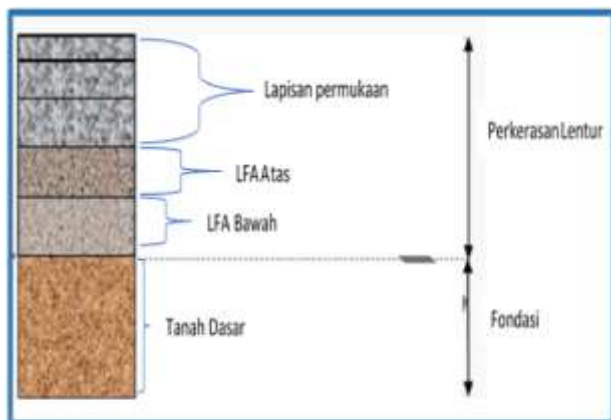 Lapisan permukaan
Perkerasan Lentur
LFA Atas
LFA Bawah
Tanah Dasar
Fondasi